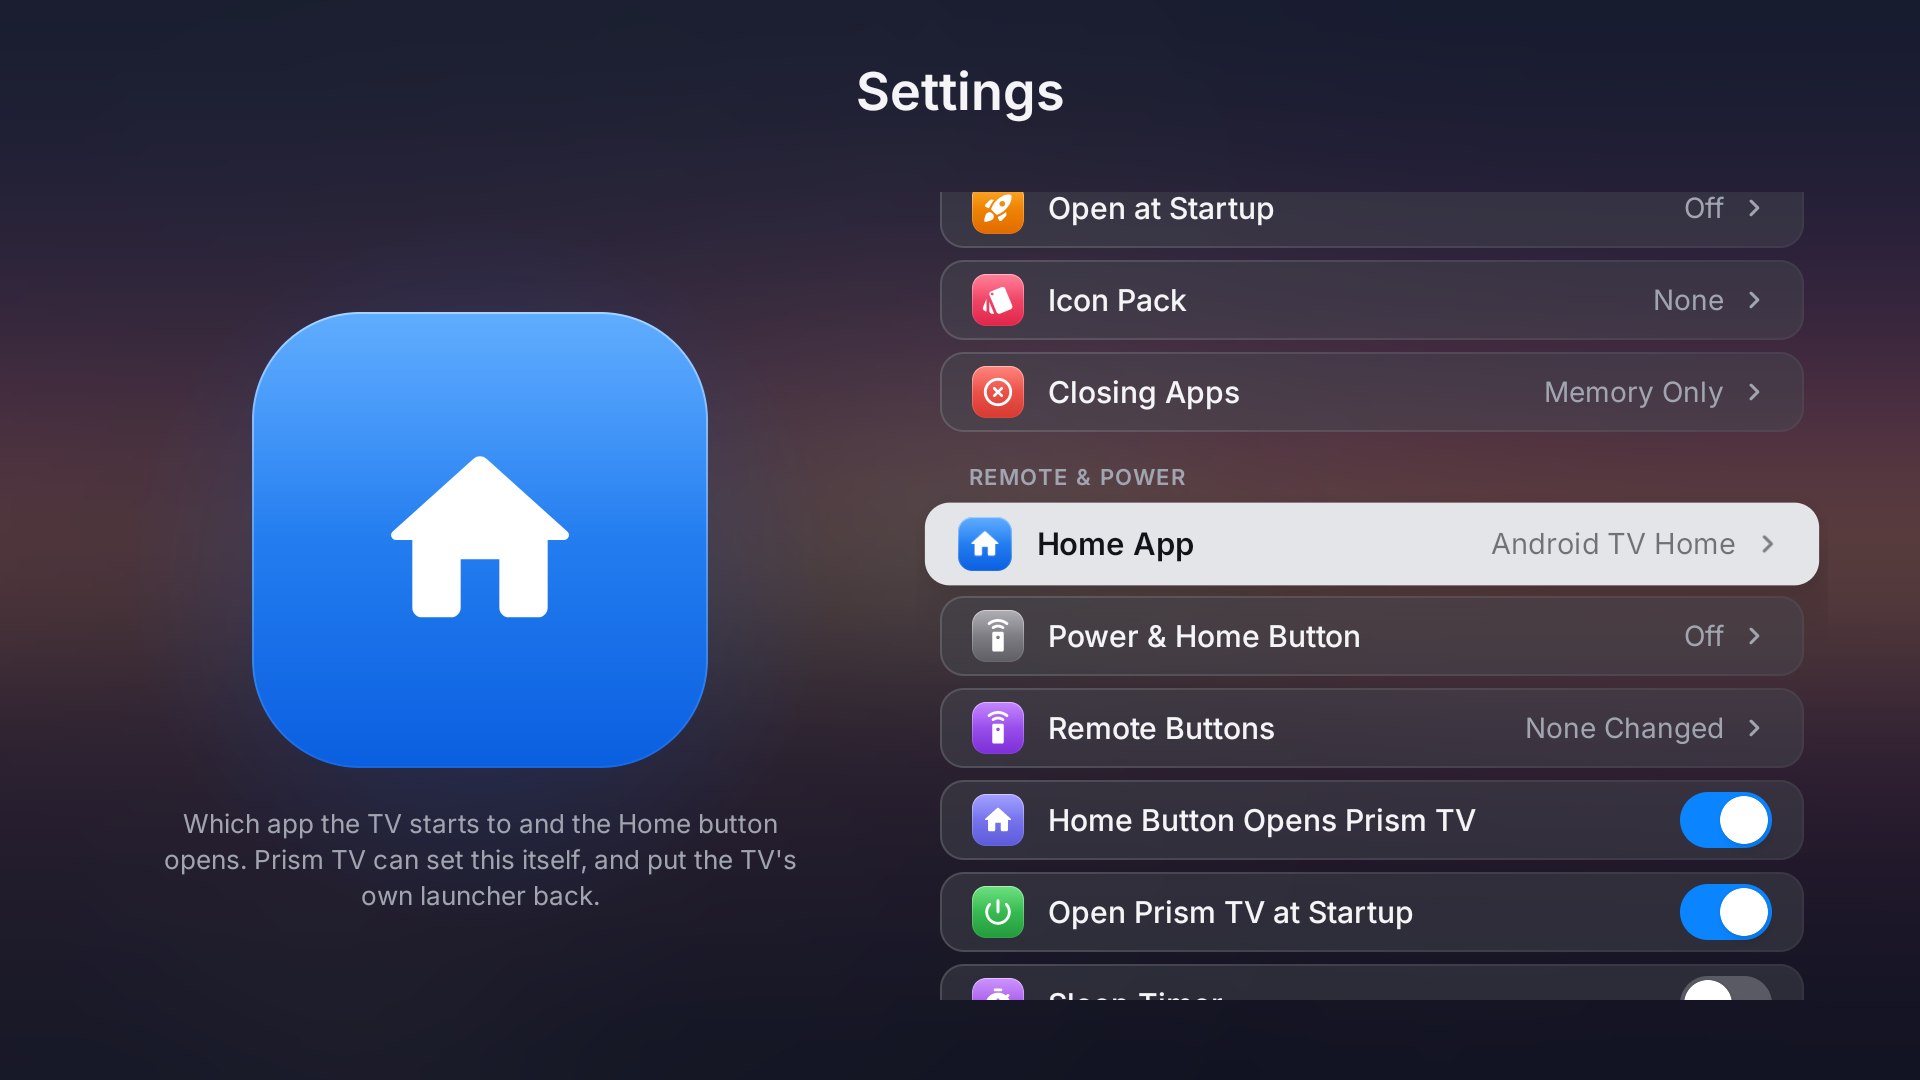 Settings
Open at Startup Off
Icon Pack None
Closing Apps Memory Only
REMOTE & POWER
Home App Android TV Home
Power & Home Button Off
Remote Buttons None Changed
Home Button Opens Prism TV
Open Prism TV at Startup
Sleep Timer
Which app the TV starts to and the Home button
opens. Prism TV can set this itself, and put the TV's
own launcher back.